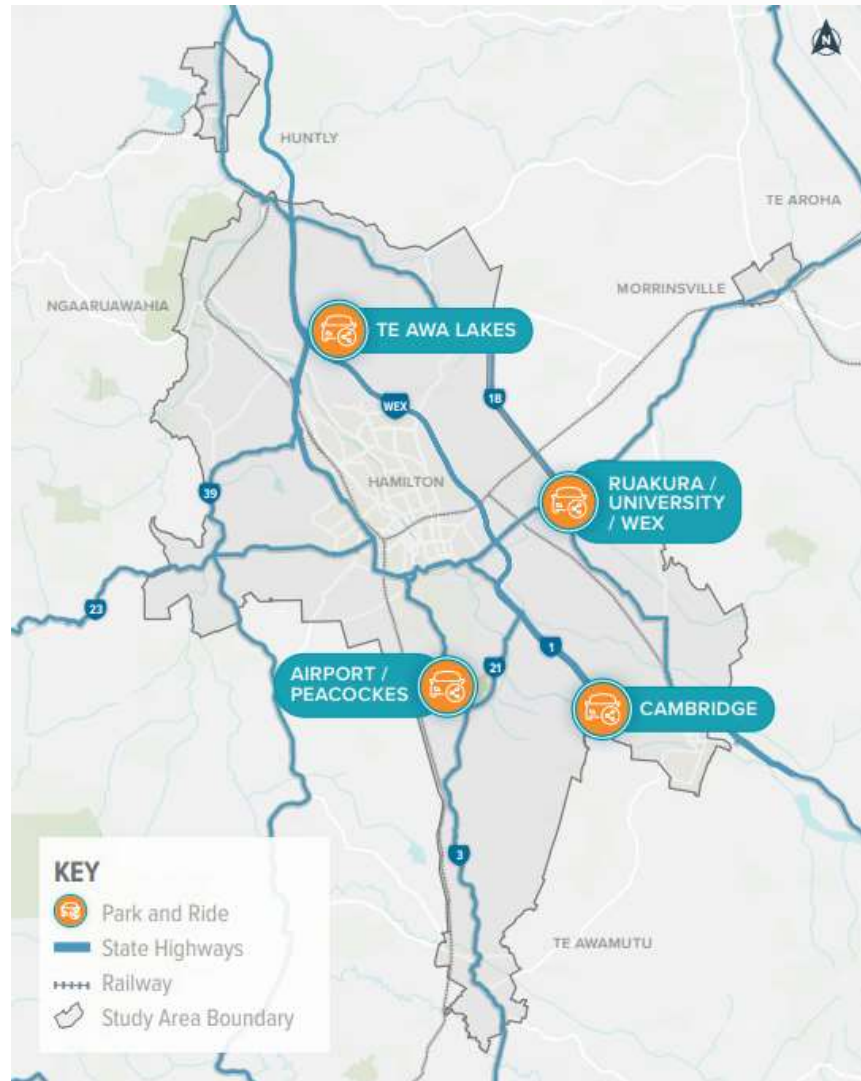 N
HUNTLY
TE AROHA
MORRINSVILLE
NGAARUAWAHIA
TE AWA LAKES
WEX
1B
HAMILTON
39
RUAKURA /
UNIVERSITY
/ WEX
23
1
AIRPORT /
PEACOCKES
21
CAMBRIDGE
3
TE AWAMUTU
KEY
Park and Ride
State Highways
Railway
Study Area Boundary